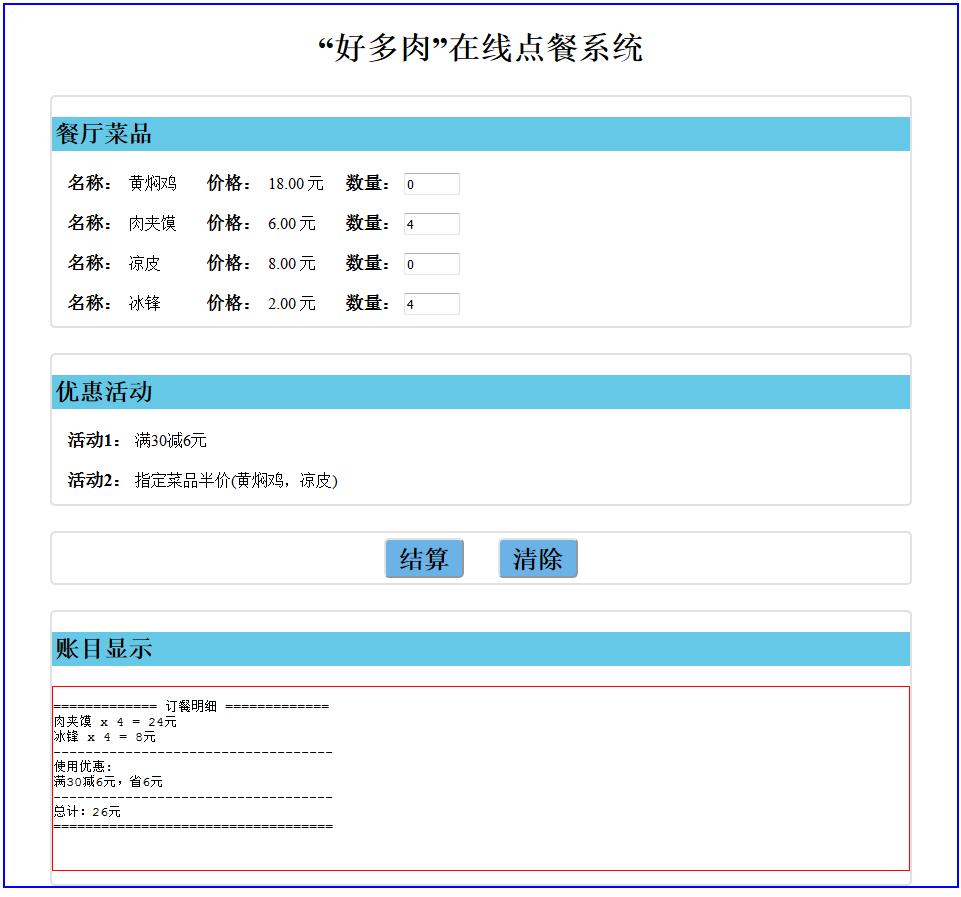 “好多肉”在线点餐系统
餐厅菜品
名称： 黄焖鸡 价格： 18.00 元 数量： 0
名称： 肉夹馍 价格： 6.00 元 数量： 4
名称： 凉皮 价格： 8.00 元 数量： 0
名称： 冰锋 价格： 2.00 元 数量： 4
优惠活动
活动1： 满30减6元
活动2： 指定菜品半价(黄焖鸡，凉皮)
结算 清除
账目显示
============= 订餐明细 =============
肉夹馍 x 4 = 24元
冰锋 x 4 = 8元
-----------------------------------
使用优惠:
满30减6元，省6元
-----------------------------------
总计: 26元
===================================